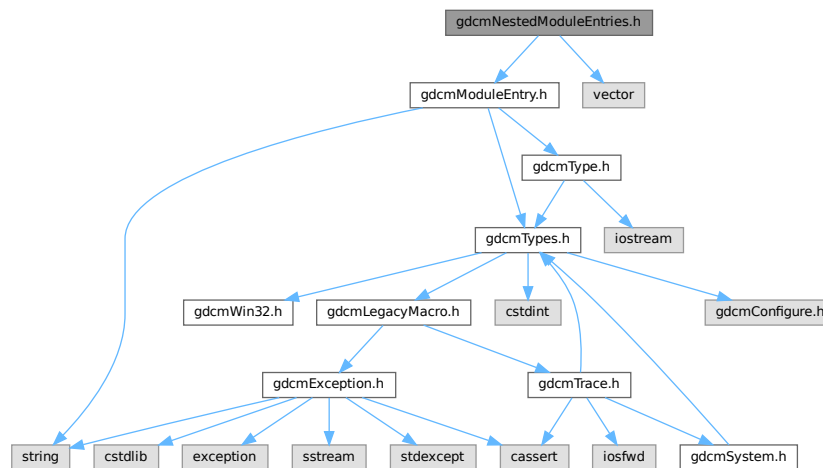 gdcmNestedModuleEntries.h
gdcmModuleEntry.h
vector
gdcmType.h
gdcmTypes.h
iostream
gdcmWin32.h
gdcmLegacyMacro.h
cstdint
gdcmConfigure.h
gdcmException.h
gdcmTrace.h
string
cstdlib
exception
sstream
stdexcept
cassert
iosfwd
gdcmSystem.h